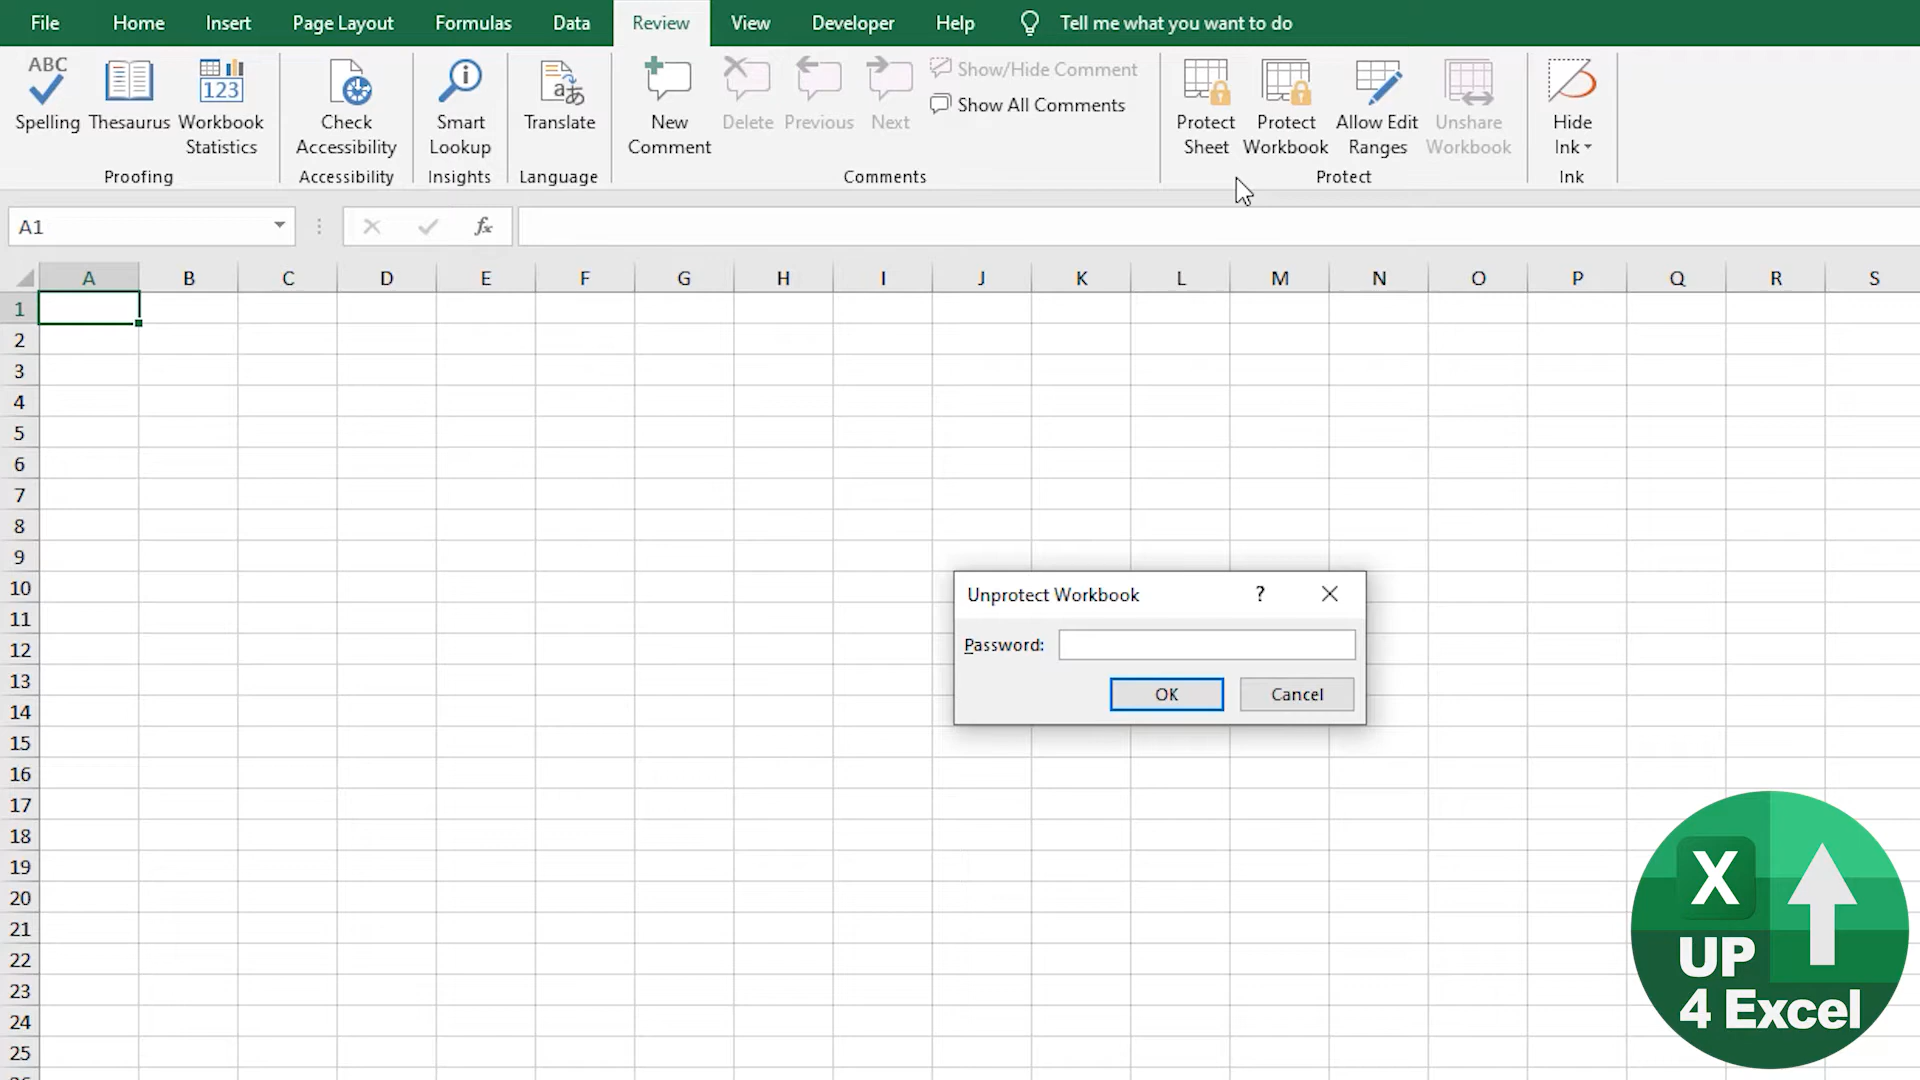 File Home Insert Page Layout Formulas Data Review View Developer Help Tell me what you want to do
ABC
123
Spelling Thesaurus Workbook Statistics
Check Accessibility
Smart Lookup
Translate
New Comment
Delete Previous Next
Show/Hide Comment
Show All Comments
Protect Sheet
Protect Workbook
Allow Edit Ranges
Unshare Workbook
Hide Ink
Proofing Accessibility Insights Language Comments Protect Ink
A1 fx
A B C D E F G H I J K L M N O P Q R S
1
2
3
4
5
6
7
8
9
10
11
12
13
14
15
16
17
18
19
20
21
22
23
24
25
Unprotect Workbook ?
Password:
OK Cancel
X
UP
4 Excel